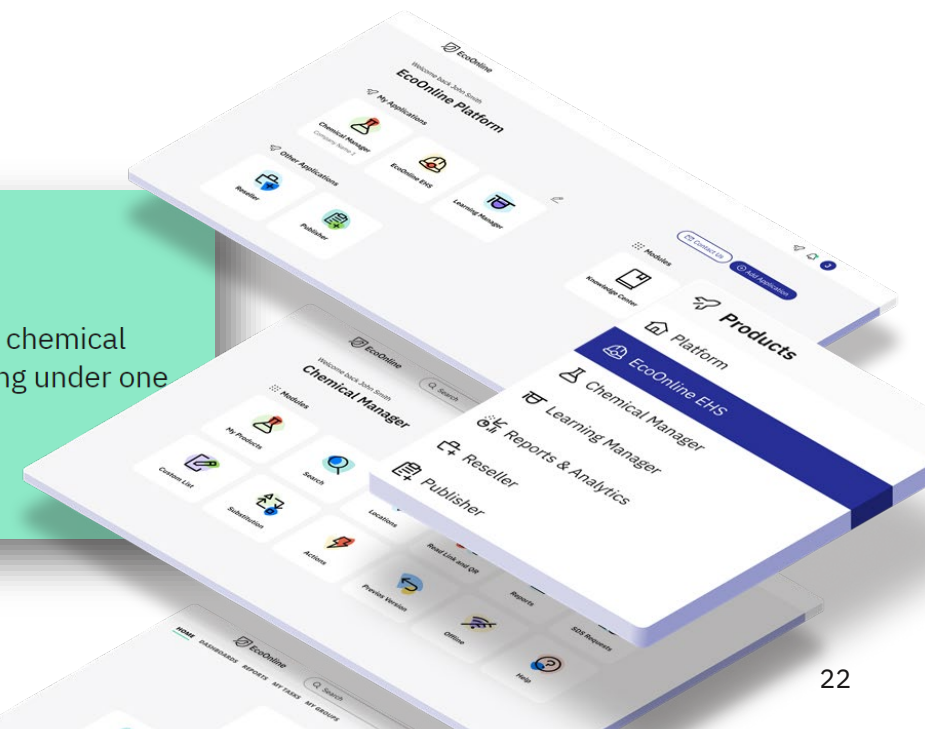 EcoOnline
Welcome back John Smith
EcoOnline Platform
My Applications
Chemical Manager
Company Name 1
EcoOnline EHS
Learning Manager
Other Applications
Reseller
Publisher
Contact Us
Add Application
J
Modules
Knowledge Center
chemical
ng under one
Products
Platform
EcoOnline EHS
Chemical Manager
Learning Manager
Reports & Analytics
Reseller
Publisher
EcoOnline
Search
Welcome back John Smith
Chemical Manager
Modules
My Products
Search
Locations
Read Link and QR
Reports
SDS Requests
Custom List
Substitution
Actions
Previos Version
Offline
Help
EcoOnline
Search
HOME
DASHBOARDS
REPORTS
MY TASKS
MY GROUPS
22